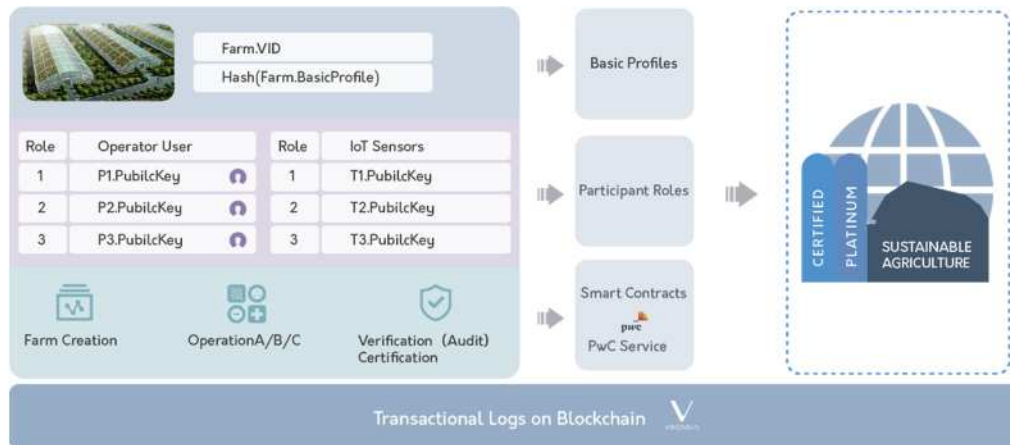 Farm.VID
Hash(Farm.BasicProfile)
Role Operator User Role IoT Sensors
1 P1.PubilcKey 1 T1.PubilcKey
2 P2.PubilcKey 2 T2.PubilcKey
3 P3.PubilcKey 3 T3.PubilcKey
Farm Creation
OperationA/B/C
Verification (Audit)
Certification
Basic Profiles
Participant Roles
Smart Contracts
pwc
PwC Service
CERTIFIED
PLATINUM
SUSTAINABLE
AGRICULTURE
Transactional Logs on Blockchain